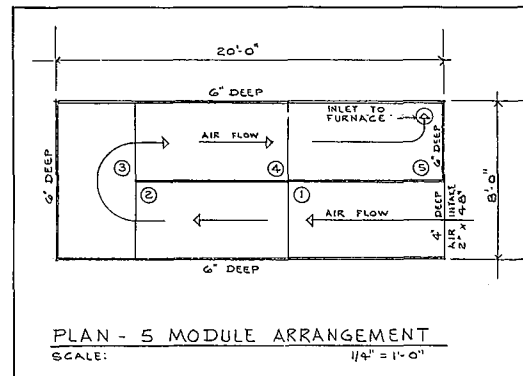 20'-0"
6" DEEP
INLET TO
FURNACE
AIR FLOW
6" DEEP
6" DEEP
8'-0"
3
4
5
2
1
AIR FLOW
4" DEEP
AIR INTAKE
2" x 48"
6" DEEP
PLAN - 5 MODULE ARRANGEMENT
SCALE: 1/4" = 1'-0"